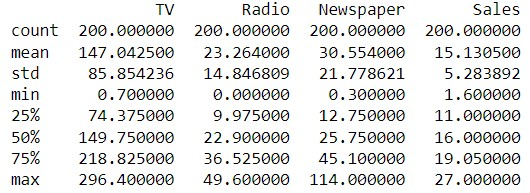 TV Radio Newspaper Sales
count 200.000000 200.000000 200.000000 200.000000
mean 147.042500 23.264000 30.554000 15.130500
std 85.854236 14.846809 21.778621 5.283892
min 0.700000 0.000000 0.300000 1.600000
25% 74.375000 9.975000 12.750000 11.000000
50% 149.750000 22.900000 25.750000 16.000000
75% 218.825000 36.525000 45.100000 19.050000
max 296.400000 49.600000 114.000000 27.000000